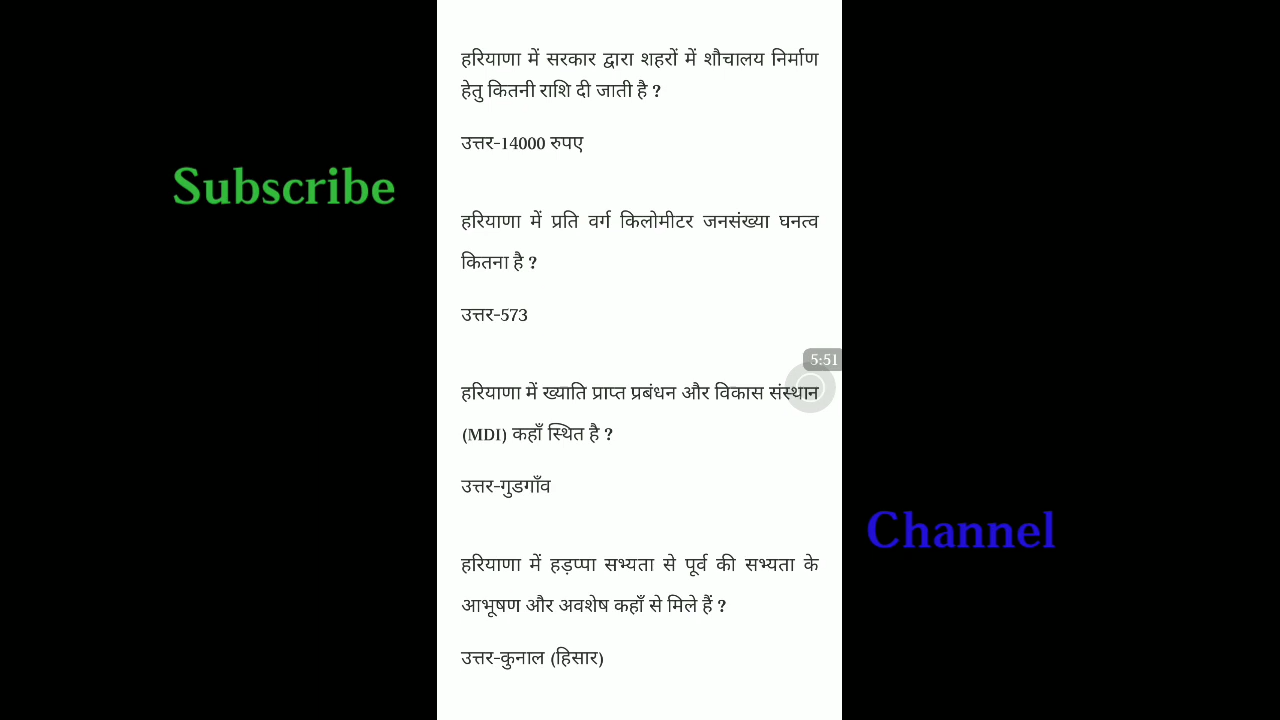 हरियाणा में सरकार द्वारा शहरों में शौचालय निर्माण
हेतु कितनी राशि दी जाती है ?
उत्तर-14000 रुपए
Subscribe
हरियाणा में प्रति वर्ग किलोमीटर जनसंख्या घनत्व
कितना है ?
उत्तर-573
5:51
हरियाणा में ख्याति प्राप्त प्रबंधन और विकास संस्थान
(MDI) कहाँ स्थित है ?
उत्तर-गुडगाँव
Channel
हरियाणा में हड़प्पा सभ्यता से पूर्व की सभ्यता के
आभूषण और अवशेष कहाँ से मिले हैं ?
उत्तर-कुनाल (हिसार)